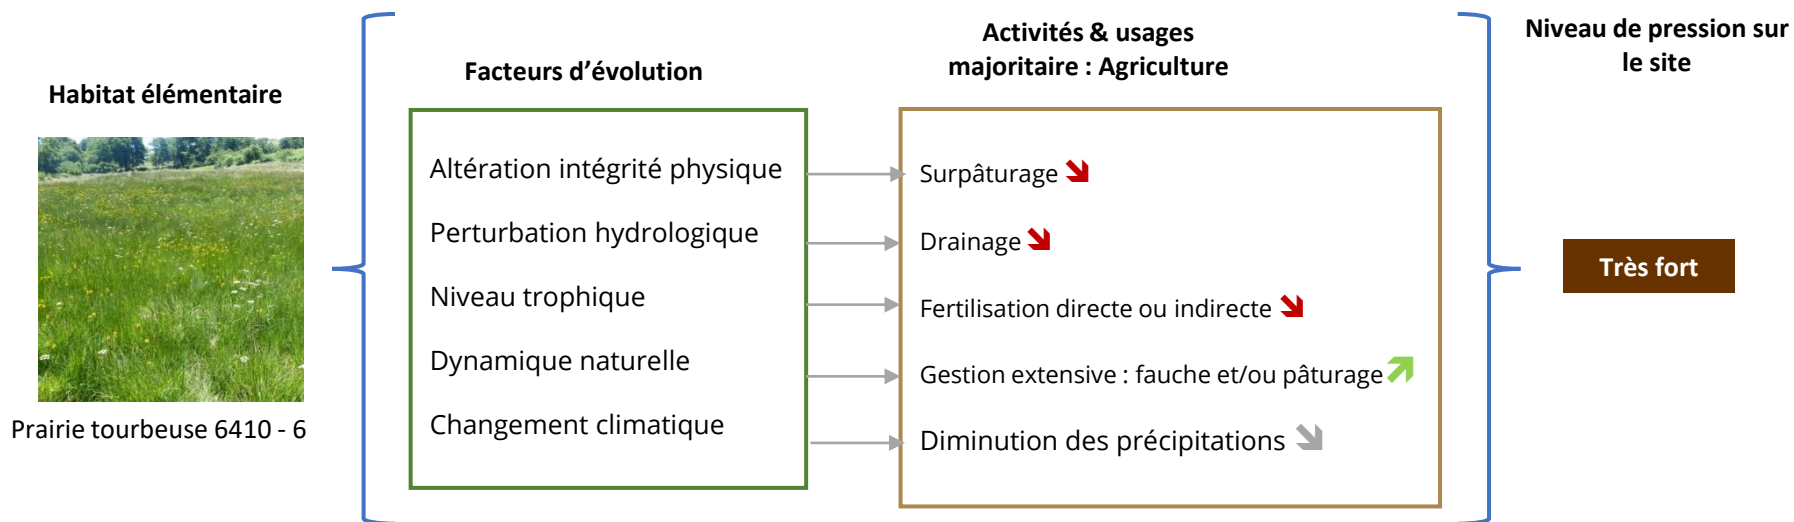 Habitat élémentaire
Prairie tourbeuse 6410 - 6
Facteurs d’évolution
Altération intégrité physique
Perturbation hydrologique
Niveau trophique
Dynamique naturelle
Changement climatique
Activités & usages
majoritaire : Agriculture
Surpâturage
Drainage
Fertilisation directe ou indirecte
Gestion extensive : fauche et/ou pâturage
Diminution des précipitations
Niveau de pression sur
le site
Très fort